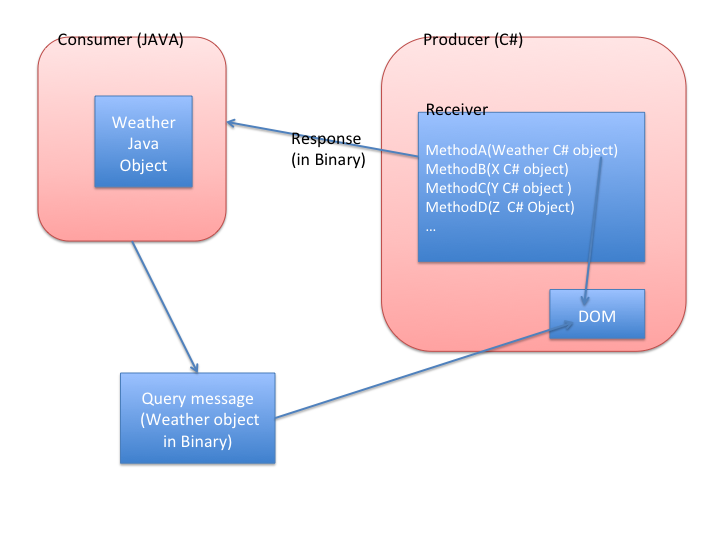 Consumer (JAVA)
Weather
Java
Object
Response
(in Binary)
Producer (C#)
Receiver
MethodA(Weather C# object)
MethodB(X C# object)
MethodC(Y C# object )
MethodD(Z  C# Object)
...
DOM
Query message
(Weather object
in Binary)